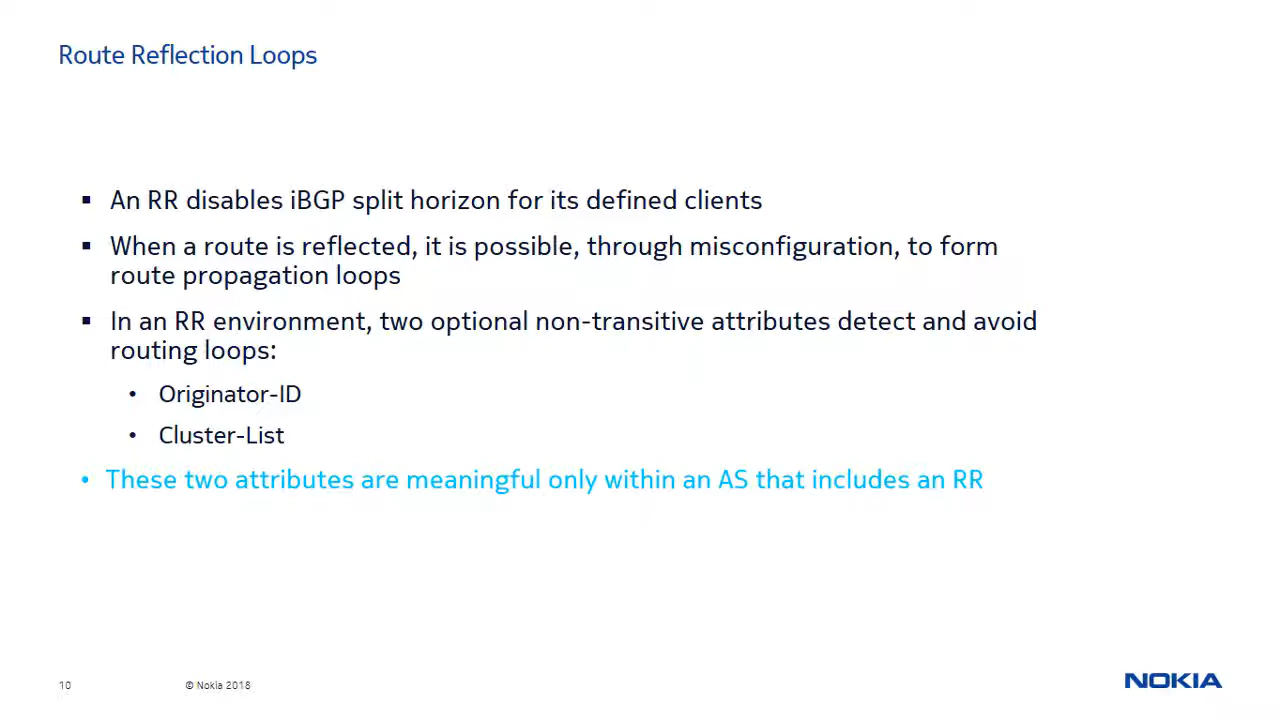 Route Reflection Loops
▪ An RR disables iBGP split horizon for its defined clients
▪ When a route is reflected, it is possible, through misconfiguration, to form
route propagation loops
▪ In an RR environment, two optional non-transitive attributes detect and avoid
routing loops:
• Originator-ID
• Cluster-List
• These two attributes are meaningful only within an AS that includes an RR
10 © Nokia 2018
NOKIA